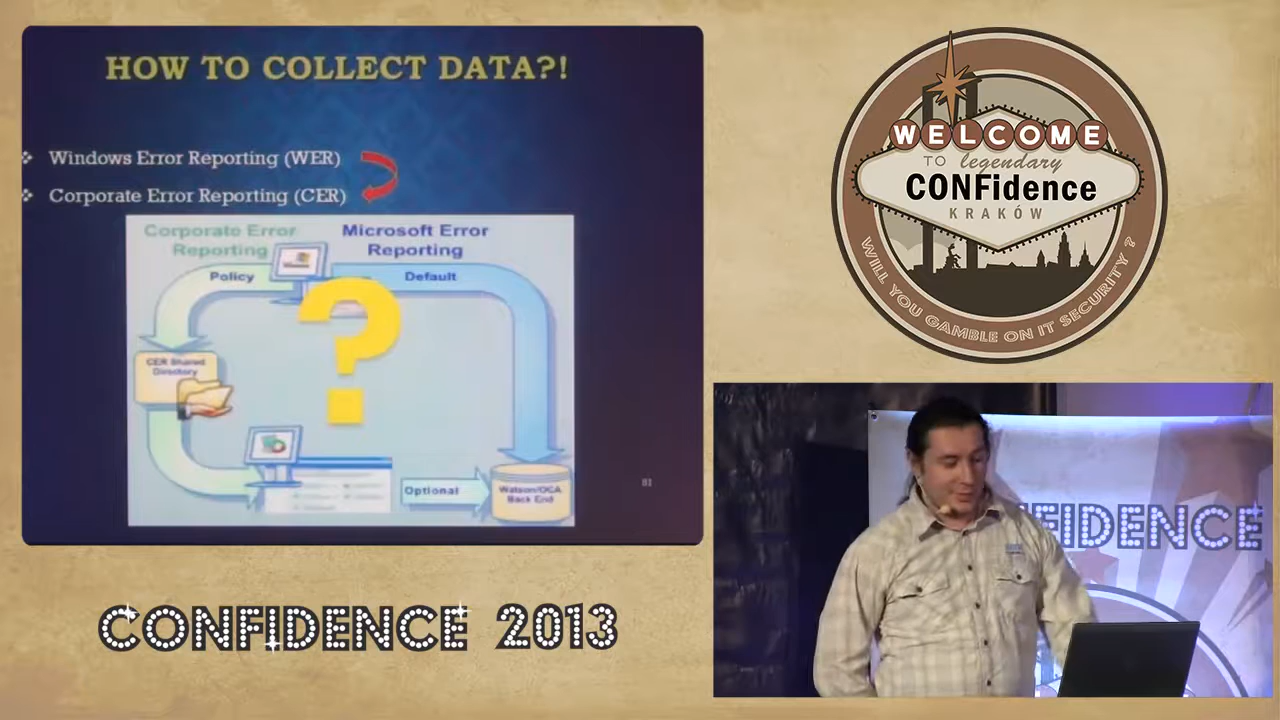 HOW TO COLLECT DATA?!
Windows Error Reporting (WER)
Corporate Error Reporting (CER)
Corporate Error
Reporting
Microsoft Error
Reporting
Policy
Default
?
CER Shared
Directory
Optional
Watson/OCA
Back End
81
WELCOME
TO legendary
CONFidence
KRAKÓW
WILL YOU GAMBLE ON IT SECURITY ?
FIDENCE
CONFIDENCE 2013